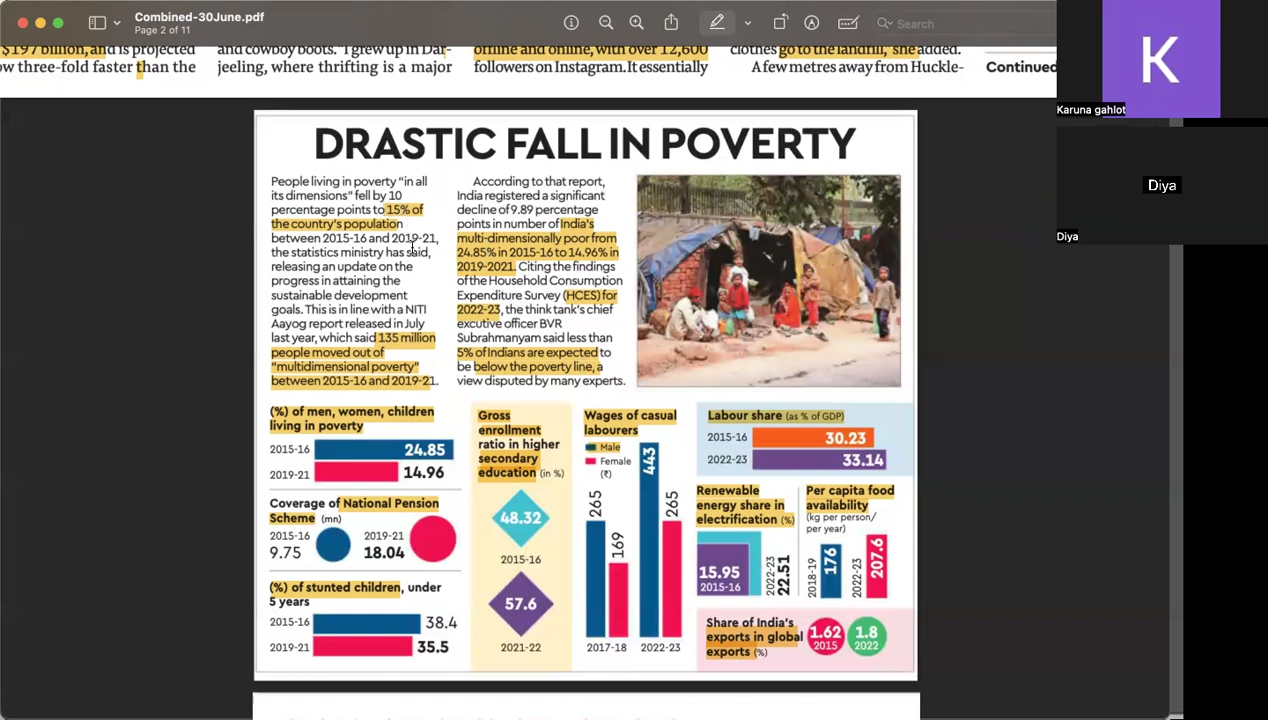 Combined-30June.pdf
Page 2 of 11
Search
$197 billion, and is projected
ow three-fold faster than the
and cowboy boots. "I grew up in Dar-
jeeling, where thrifting is a major
offline and online, with over 12,600
followers on Instagram. It essentially
clothes go to the landfill," she added.
A few metres away from Huckle-
Continued
K
Karuna gahlot
Diya
Diya
DRASTIC FALL IN POVERTY
People living in poverty "in all
its dimensions" fell by 10
percentage points to 15% of
the country's population
between 2015-16 and 2019-21,
the statistics ministry has said,
releasing an update on the
progress in attaining the
sustainable development
goals. This is in line with a NITI
Aayog report released in July
last year, which said 135 million
people moved out of
"multidimensional poverty"
between 2015-16 and 2019-21.
According to that report,
India registered a significant
decline of 9.89 percentage
points in number of India's
multi-dimensionally poor from
24.85% in 2015-16 to 14.96% in
2019-2021. Citing the findings
of the Household Consumption
Expenditure Survey (HCES) for
2022-23, the think tank's chief
excutive officer BVR
Subrahmanyam said less than
5% of Indians are expected to
be below the poverty line, a
view disputed by many experts.
(%) of men, women, children
living in poverty
2015-16 24.85
2019-21 14.96
Coverage of National Pension
Scheme (mn)
2015-16
9.75
2019-21
18.04
(%) of stunted children, under
5 years
2015-16 38.4
2019-21 35.5
Gross
enrollment
ratio in higher
secondary
education (in %)
48.32
2015-16
57.6
2021-22
Wages of casual
labourers
Male
Female
(₹)
265
169
443
265
2017-18 2022-23
Labour share (as % of GDP)
2015-16 30.23
2022-23 33.14
Renewable
energy share in
electrification (%)
15.95
2015-16
2022-23
22.51
Per capita food
availability
(kg per person/
per year)
2018-19
176
2022-23
207.6
Share of India's
exports in global
exports (%)
1.62
2015
1.8
2022